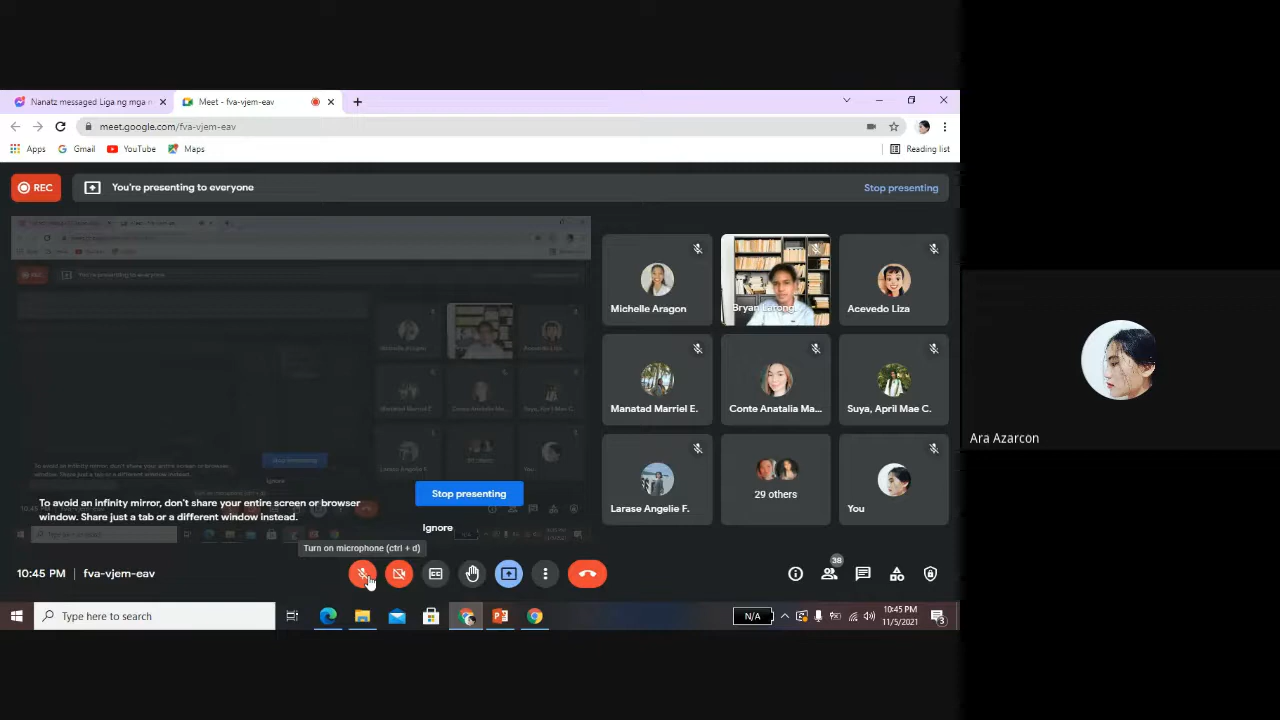 Nanatz messaged Liga ng mga
Meet - fva-vjem-eav
meet.google.com/fva-vjem-eav
Apps
Gmail
YouTube
Maps
Reading list
REC
You're presenting to everyone
Stop presenting
Michelle Aragon
Bryan
Acevedo Liza
Manatad Marriel E.
Conte Anatalia Ma...
Suya, April Mae C.
Larase Angelie F.
29 others
You
Ara Azarcon
To avoid an infinity mirror, don't share your entire screen or browser
window. Share just a tab or a different window instead.
Stop presenting
Ignore
Turn on microphone (ctrl + d)
10:45 PM
fva-vjem-eav
38
Type here to search
N/A
10:45 PM
11/5/2021
3